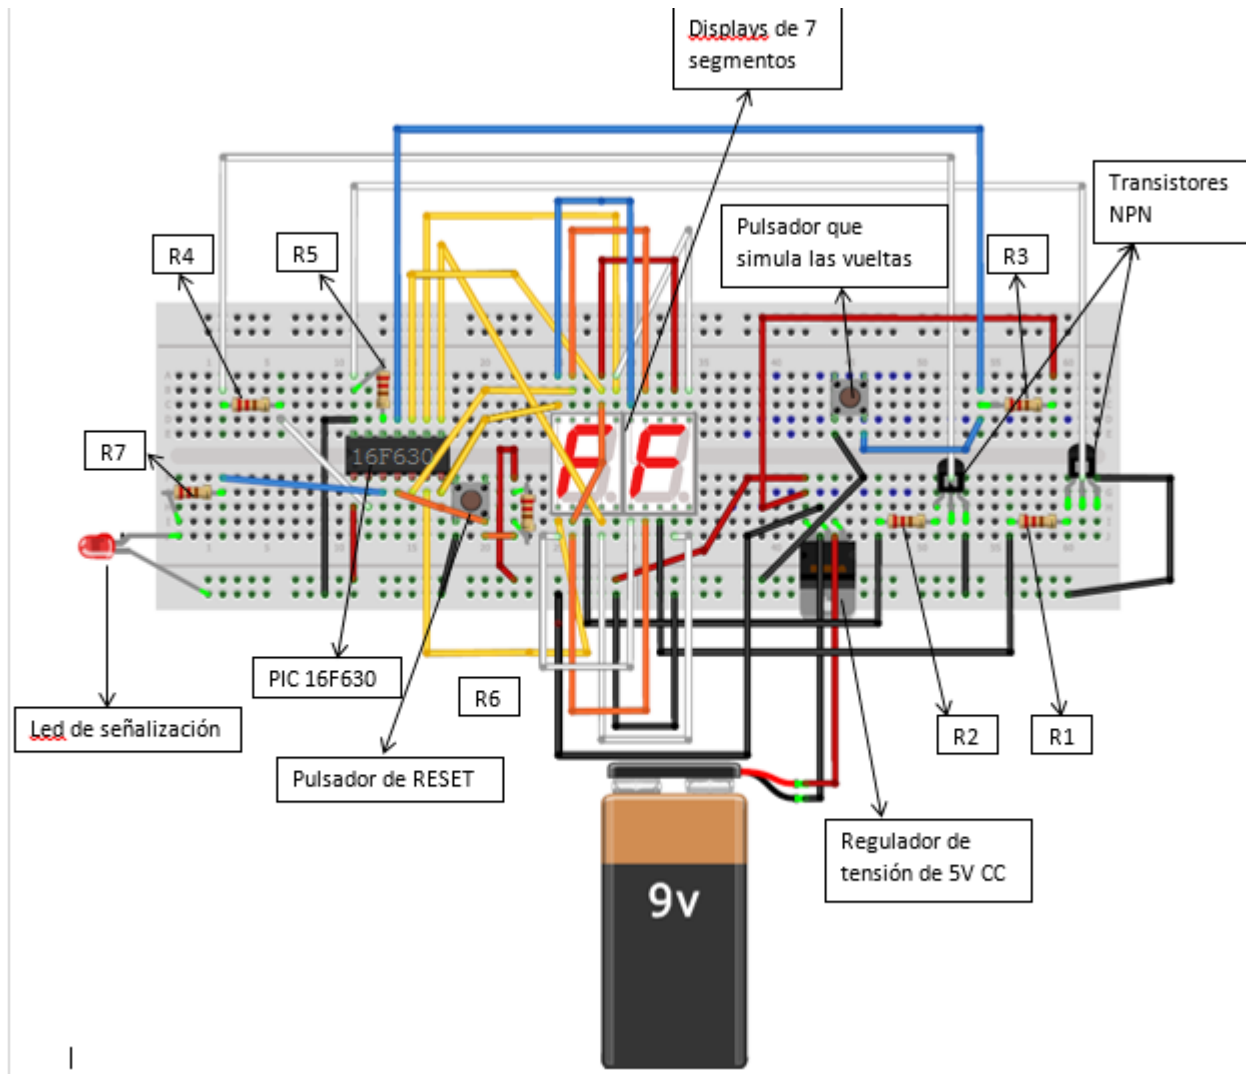 Displays de 7
segmentos
Transistores
NPN
Pulsador que
simula las vueltas
R4
R5
R3
R7
16F630
PIC 16F630
R6
Led de señalización
R2
R1
Pulsador de RESET
Regulador de
tensión de 5V CC
9v